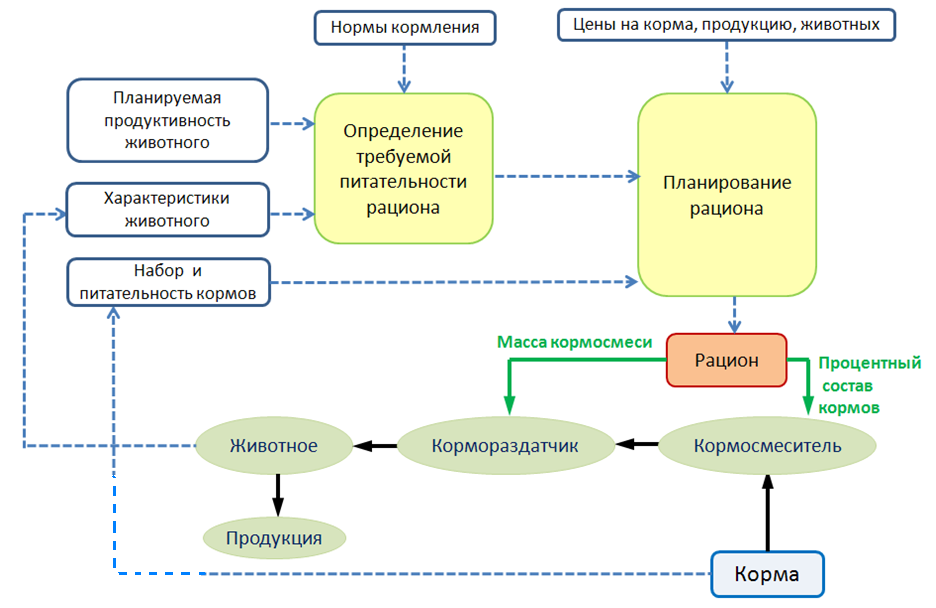 Нормы кормления
Цены на корма, продукцию, животных
Планируемая
продуктивность
животного
Определение
требуемой
питательности
рациона
Планирование
рациона
Характеристики
животного
Набор и
питательность кормов
Масса кормосмеси
Рацион
Процентный
состав
кормов
Животное
Кормораздатчик
Кормосмеситель
Продукция
Корма